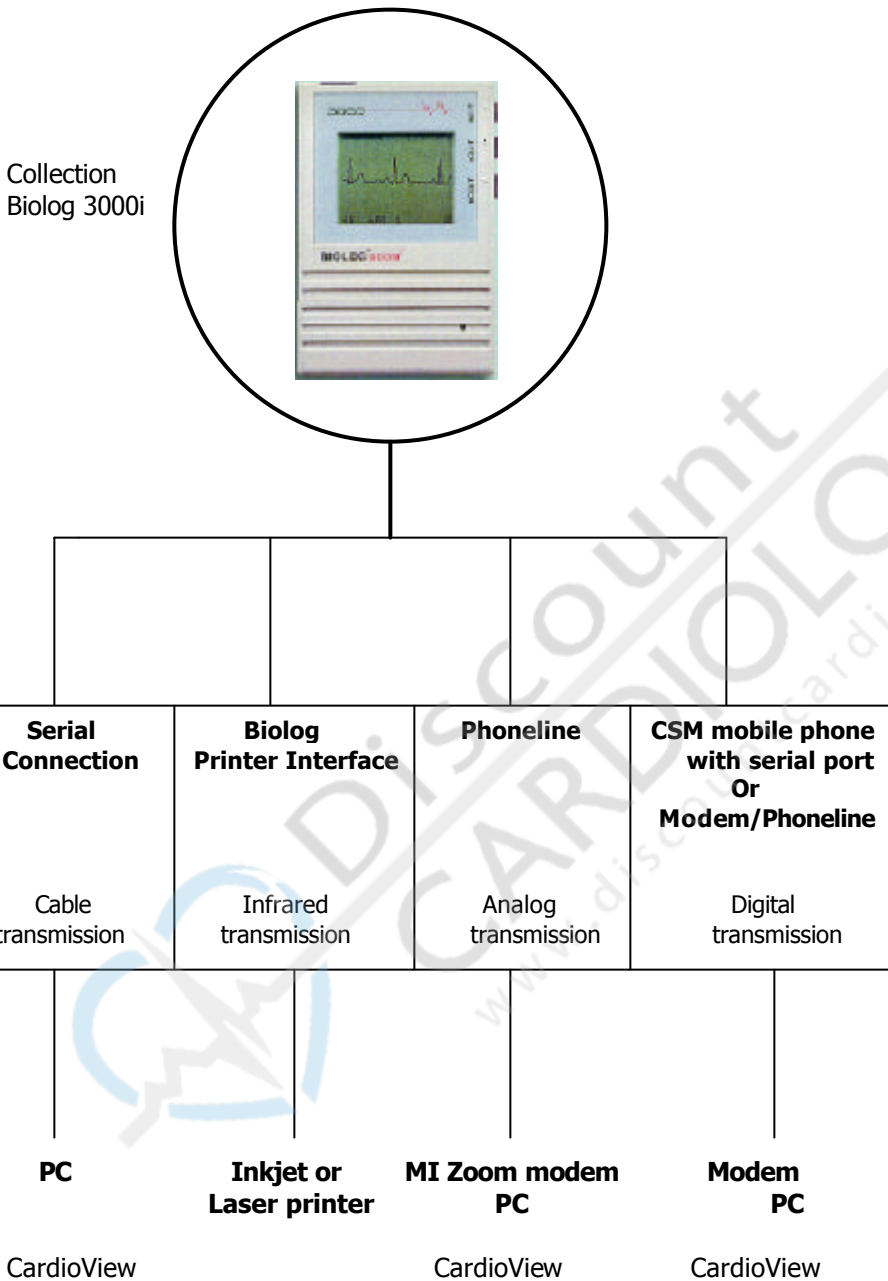 Collection
Biolog 3000i
BIOLOG 3000i
Serial
Connection
Cable
transmission
Biolog
Printer Interface
Infrared
transmission
Phoneline
Analog
transmission
CSM mobile phone
with serial port
Or
Modem/Phoneline
Digital
transmission
PC
CardioView
Inkjet or
Laser printer
MI Zoom modem
PC
CardioView
Modem
PC
CardioView
Discount